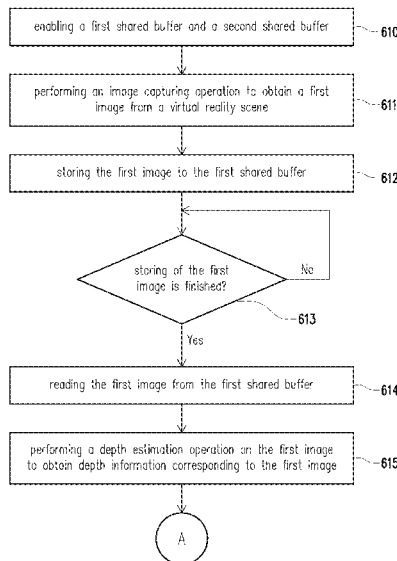 enabling a first shared buffer and a second shared buffer
610
performing an image capturing operation to obtain a first
image from a virtual reality scene
611
storing the first image to the first shared buffer
612
storing of the first
image is finished?
No
613
Yes
reading the first image from the first shared buffer
614
performing a depth estimation operation on the first image
to obtain depth information corresponding to the first image
615
A